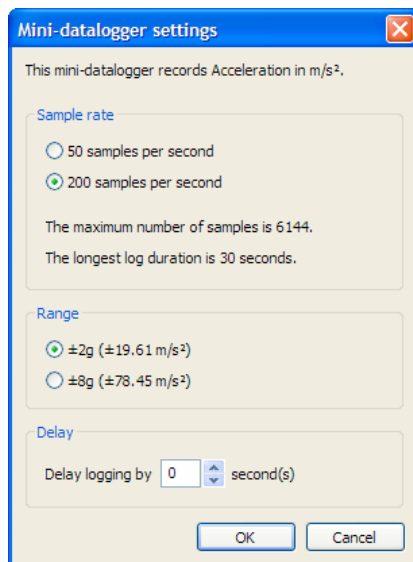 Mini-datalogger settings
This mini-datalogger records Acceleration in m/s².
Sample rate
50 samples per second
200 samples per second
The maximum number of samples is 6144.
The longest log duration is 30 seconds.
Range
±2g (±19.61 m/s²)
±8g (±78.45 m/s²)
Delay
Delay logging by 0 second(s)
OK Cancel